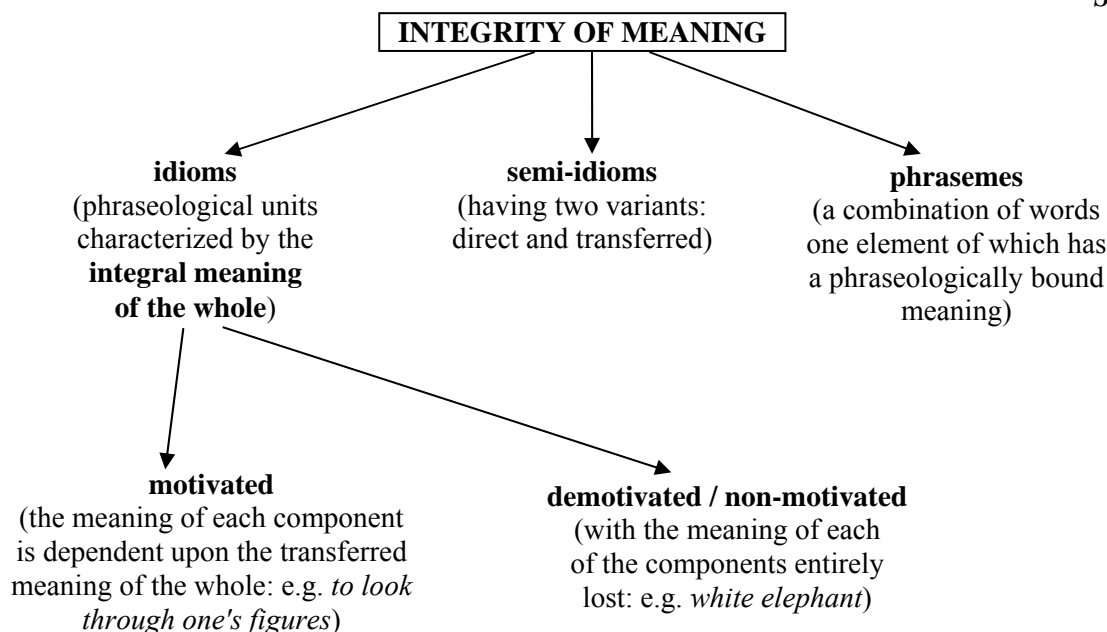 INTEGRITY OF MEANING
idioms
(phraseological units
characterized by the
integral meaning
of the whole)
semi-idioms
(having two variants:
direct and transferred)
phrasemes
(a combination of words
one element of which has
a phraseologically bound
meaning)
motivated
(the meaning of each component
is dependent upon the transferred
meaning of the whole: e.g. to look
through one's figures)
demotivated / non-motivated
(with the meaning of each
of the components entirely
lost: e.g. white elephant)